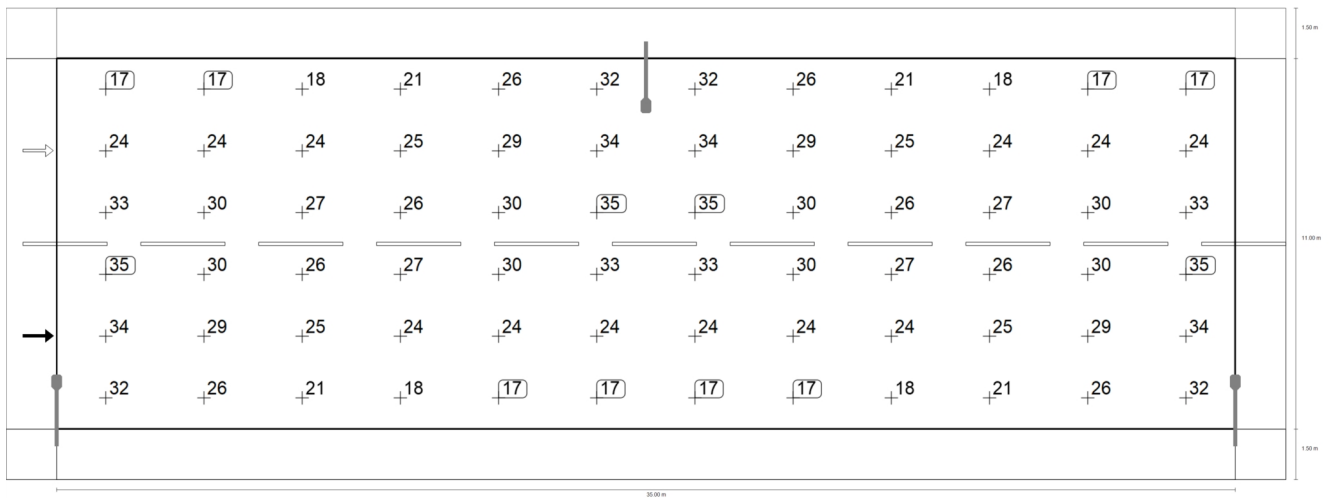 1.50 m
17 17 18 21 26 32 32 26 21 18 17 17
24 24 24 25 29 34 34 29 25 24 24 24
33 30 27 26 30 35 35 30 26 27 30 33
11.00 m
35 30 26 27 30 33 33 30 27 26 30 35
34 29 25 24 24 24 24 24 24 25 29 34
32 26 21 18 17 17 17 17 18 21 26 32
1.50 m
35.00 m